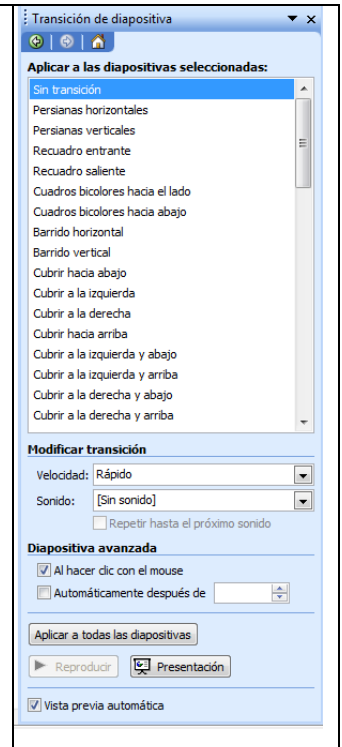 Transición de diapositiva
Aplicar a las diapositivas seleccionadas:
Sin transición
Persianas horizontales
Persianas verticales
Recuadro entrante
Recuadro saliente
Cuadros bicolores hacia el lado
Cuadros bicolores hacia abajo
Barrido horizontal
Barrido vertical
Cubrir hacia abajo
Cubrir a la izquierda
Cubrir a la derecha
Cubrir hacia arriba
Cubrir a la izquierda y abajo
Cubrir a la izquierda y arriba
Cubrir a la derecha y abajo
Cubrir a la derecha y arriba
Modificar transición
Velocidad: Rápido
Sonido: [Sin sonido]
Repetir hasta el próximo sonido
Diapositiva avanzada
Al hacer clic con el mouse
Automáticamente después de
Aplicar a todas las diapositivas
Reproducir Presentación
Vista previa automática